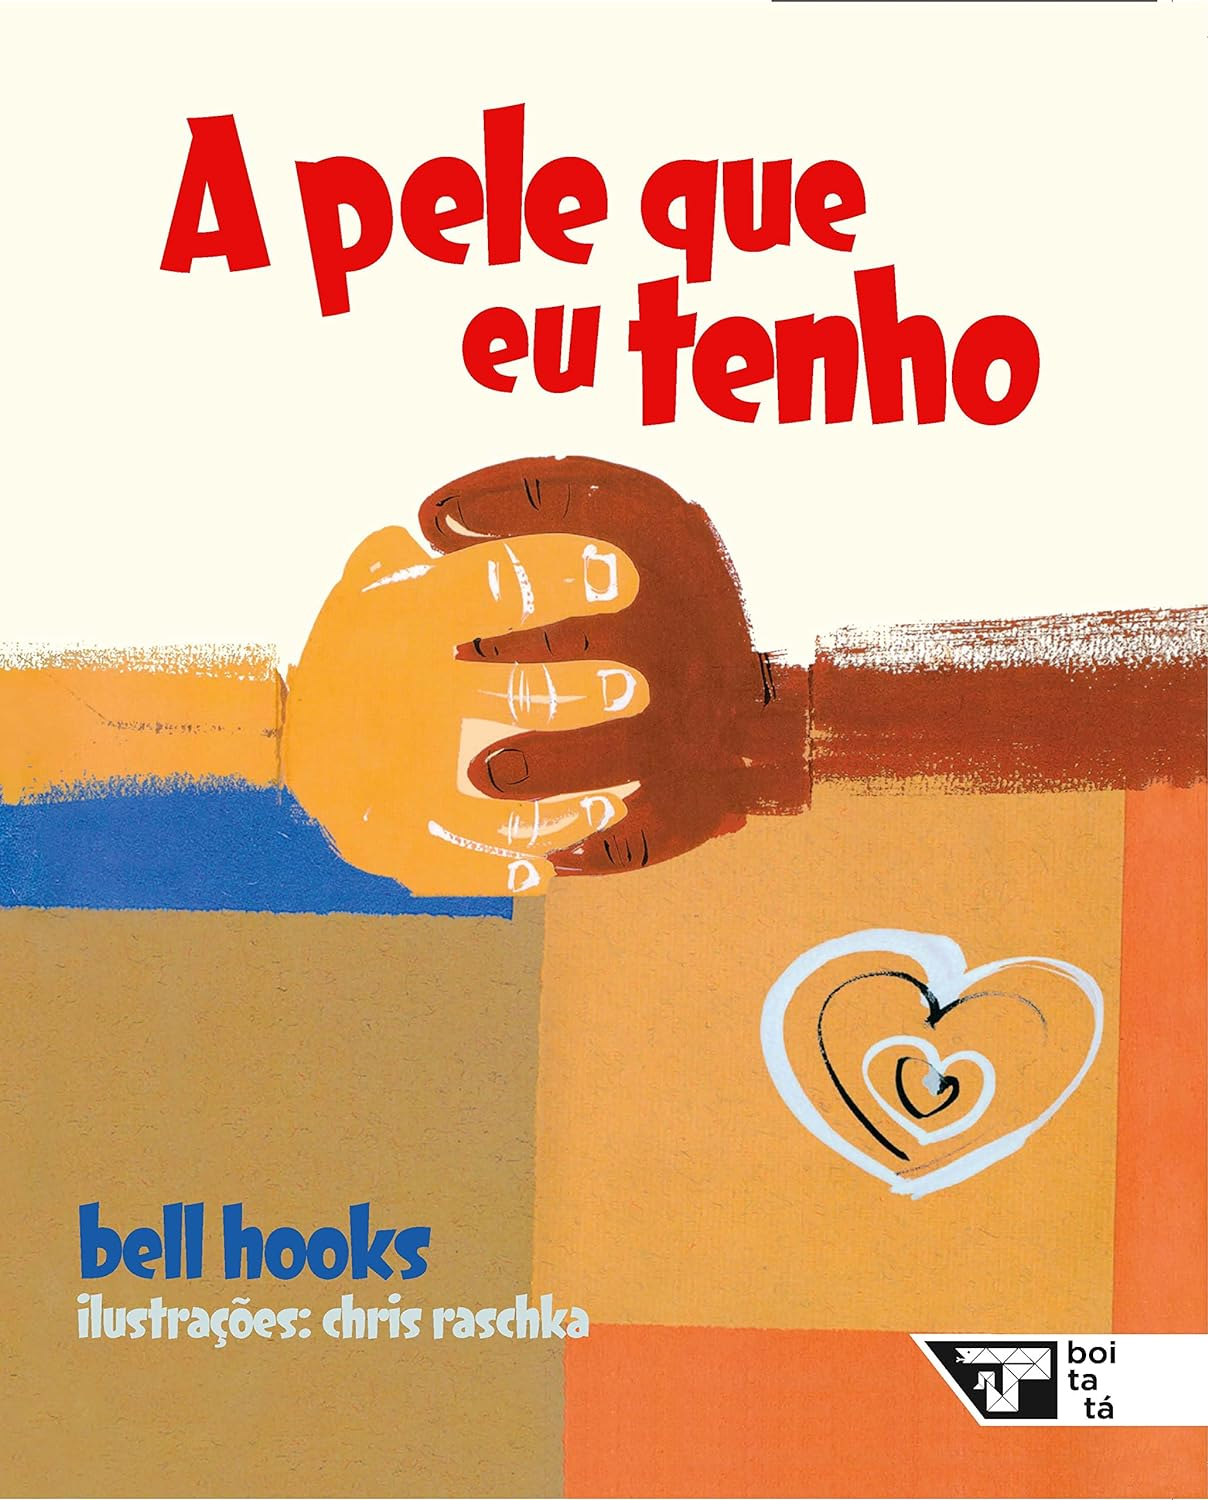 A pele que
eu tenho
bell hooks
ilustrações: chris raschka
boi
ta
tá